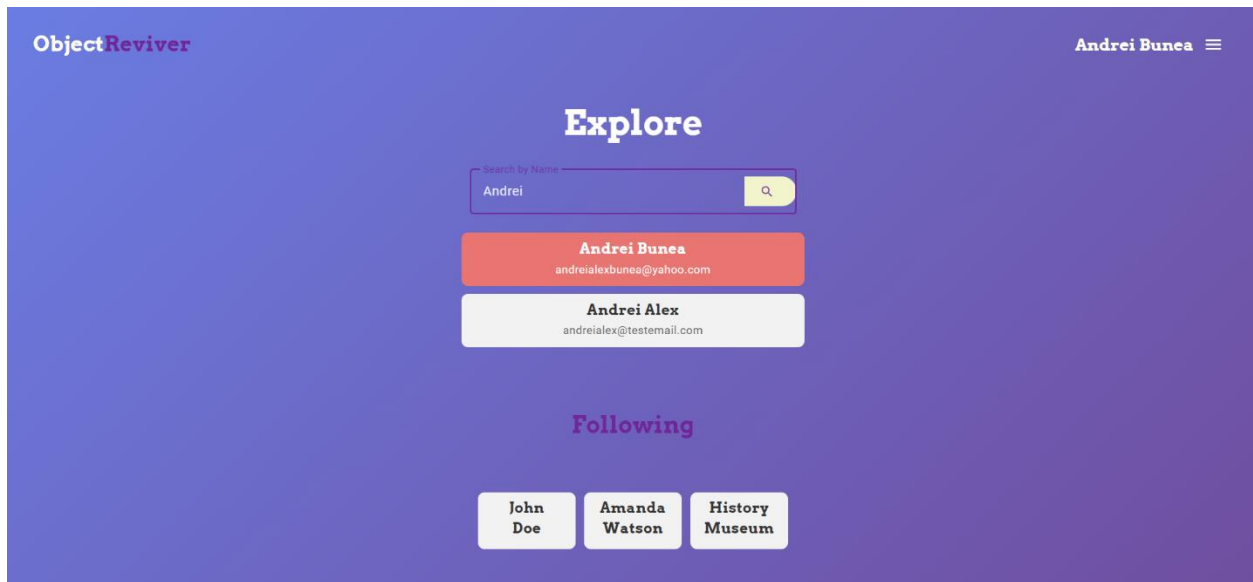 ObjectReviver
Andrei Bunea
Explore
Search by Name
Andrei
Andrei Bunea
andreialexbunea@yahoo.com
Andrei Alex
andreialex@testemail.com
Following
John
Doe
Amanda
Watson
History
Museum